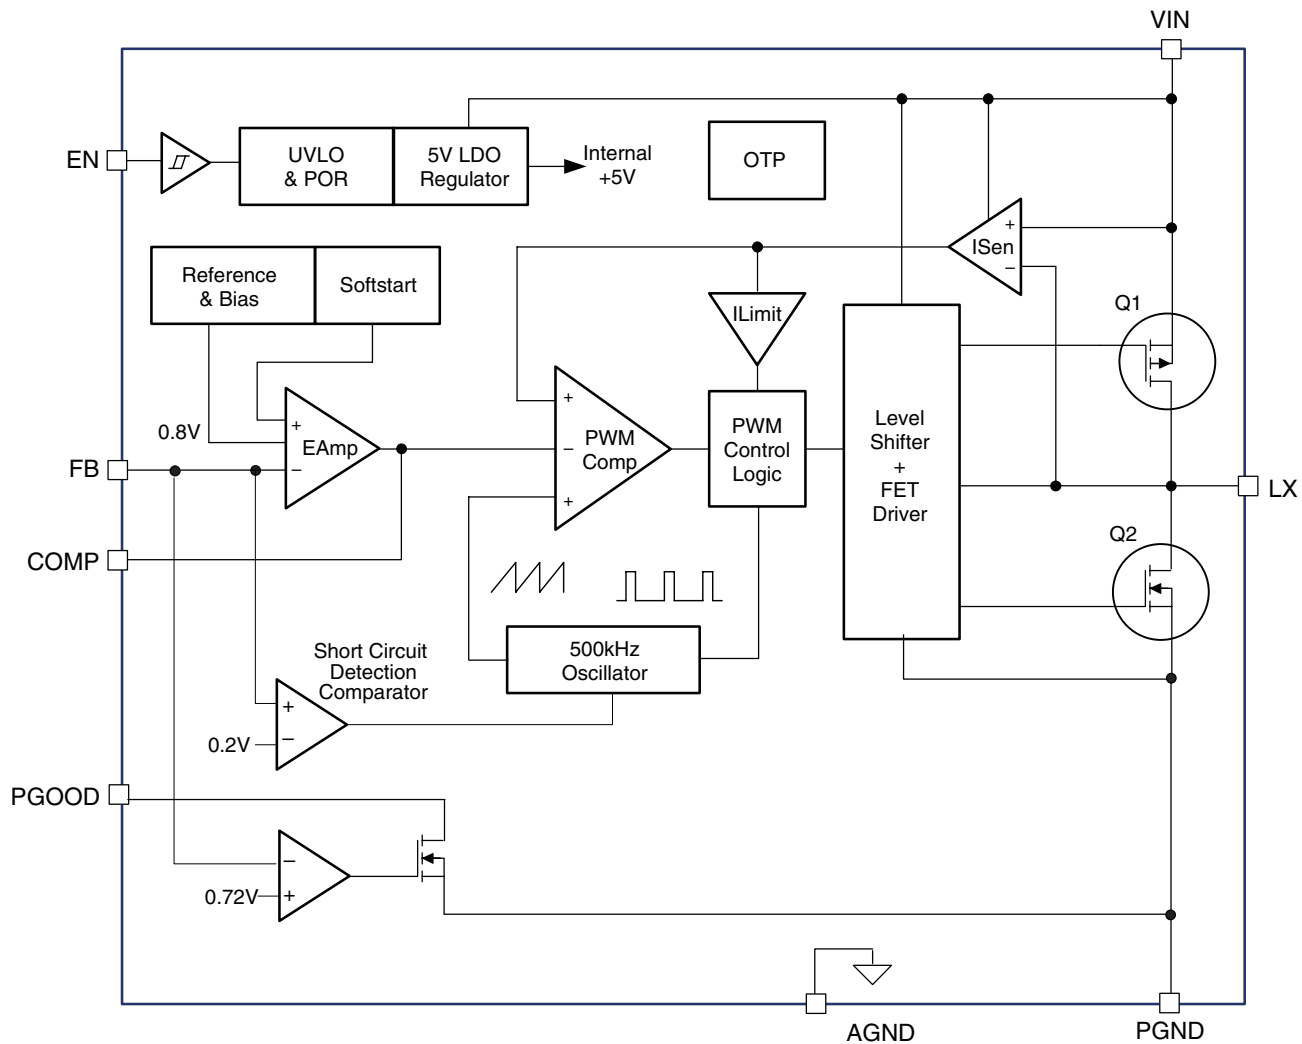 VIN
EN
UVLO
& POR
5V LDO
Regulator
Internal
+5V
OTP
+
ISen
–
Reference
& Bias
Softstart
ILimit
Q1
+
EAmp
–
0.8V
FB
+
–
PWM
Comp
+
PWM
Control
Logic
Level
Shifter
+
FET
Driver
LX
Q2
COMP
500kHz
Oscillator
Short Circuit
Detection
Comparator
+
–
0.2V
PGOOD
–
+
0.72V
AGND
PGND